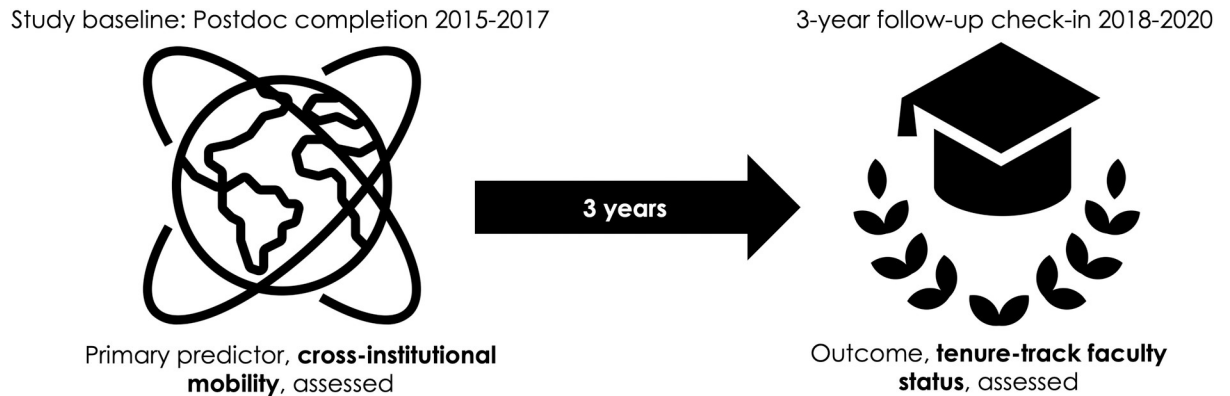 Study baseline: Postdoc completion 2015-2017
3-year follow-up check-in 2018-2020
3 years
Primary predictor, cross-institutional
mobility, assessed
Outcome, tenure-track faculty
status, assessed